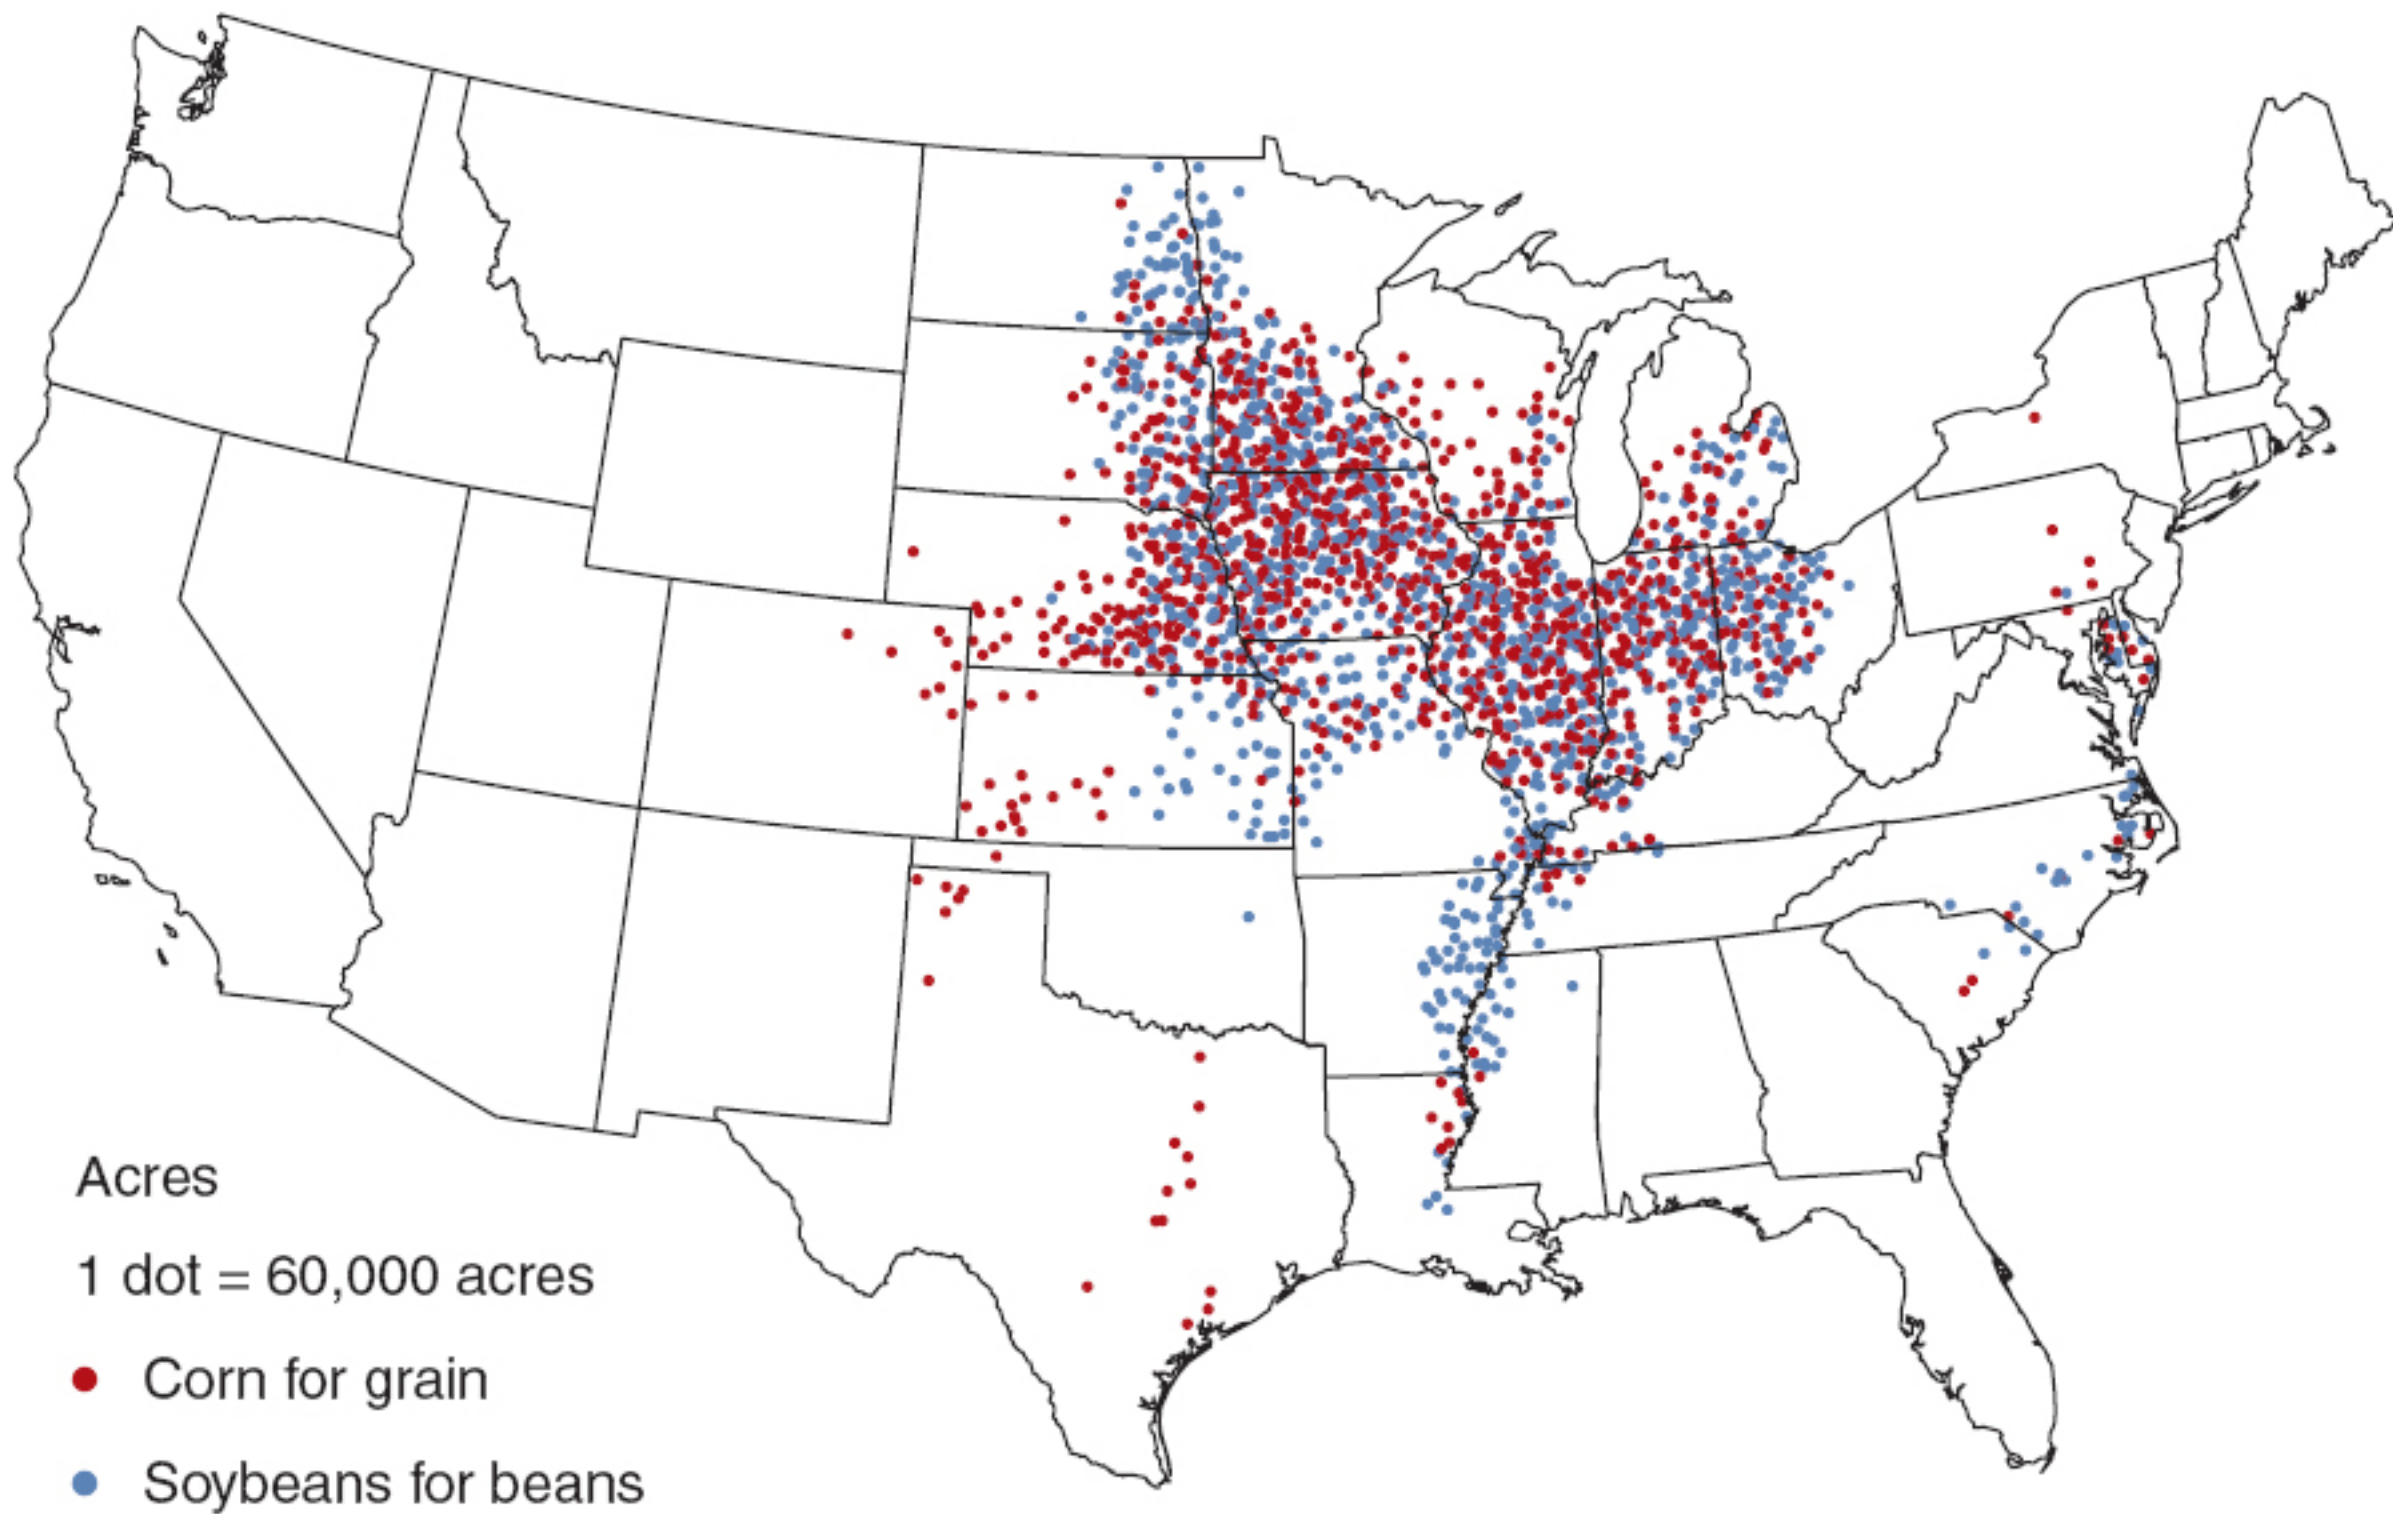 Acres
1 dot = 60,000 acres
Corn for grain
Soybeans for beans